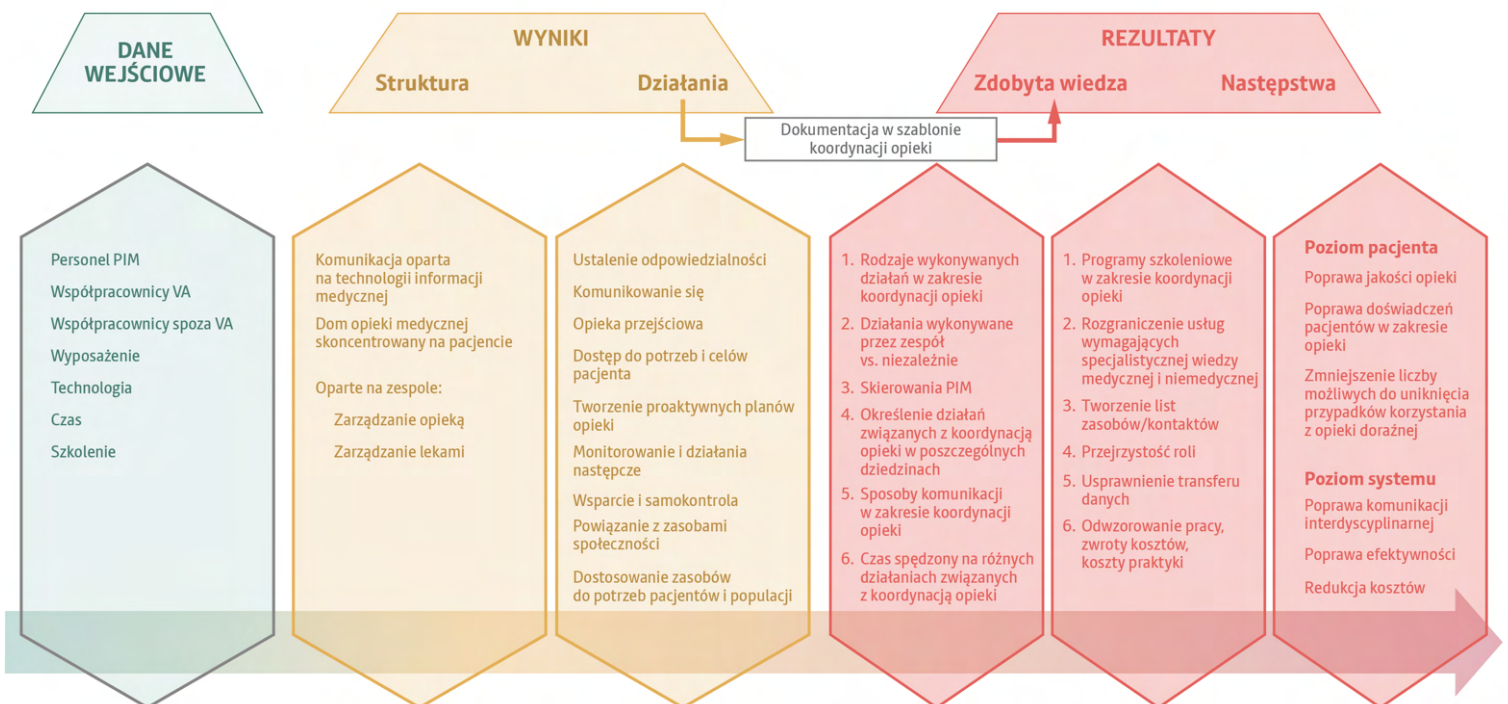 DANE
WEJŚCIOWE
WYNIKI
Struktura
Działania
REZULTATY
Zdobyta wiedza
Następstwa
Dokumentacja w szablonie
koordynacji opieki
Personel PIM
Współpracownicy VA
Współpracownicy spoza VA
Wyposażenie
Technologia
Czas
Szkolenie
Komunikacja oparta
na technologii informacji
medycznej
Dom opieki medycznej
skoncentrowany na pacjencie
Oparte na zespole:
Zarządzanie opieką
Zarządzanie lekami
Ustalenie odpowiedzialności
Komunikowanie się
Opieka przejściowa
Dostęp do potrzeb i celów
pacjenta
Tworzenie proaktywnych planów
opieki
Monitorowanie i działania
następcze
Wsparcie i samokontrola
Powiązanie z zasobami
społeczności
Dostosowanie zasobów
do potrzeb pacjentów i populacji
1. Rodzaje wykonywanych
działań w zakresie
koordynacji opieki
2. Działania wykonywane
przez zespół
vs. niezależnie
3. Skierowania PIM
4. Określenie działań
związanych z koordynacją
opieki w poszczególnych
dziedzinach
5. Sposoby komunikacji
w zakresie koordynacji
opieki
6. Czas spędzony na różnych
działaniach związanych
z koordynacją opieki
1. Programy szkoleniowe
w zakresie koordynacji
opieki
2. Rozgraniczenie usług
wymagających
specjalistycznej wiedzy
medycznej i niemedycznej
3. Tworzenie list
zasobów/kontaktów
4. Przejrzystość roli
5. Usprawnienie transferu
danych
6. Odwzorowanie pracy,
zwroty kosztów,
koszty praktyki
Poziom pacjenta
Poprawa jakości opieki
Poprawa doświadczeń
pacjentów w zakresie
opieki
Zmniejszenie liczby
możliwych do uniknięcia
przypadków korzystania
z opieki doraźnej
Poziom systemu
Poprawa komunikacji
interdyscyplinarnej
Poprawa efektywności
Redukcja kosztów